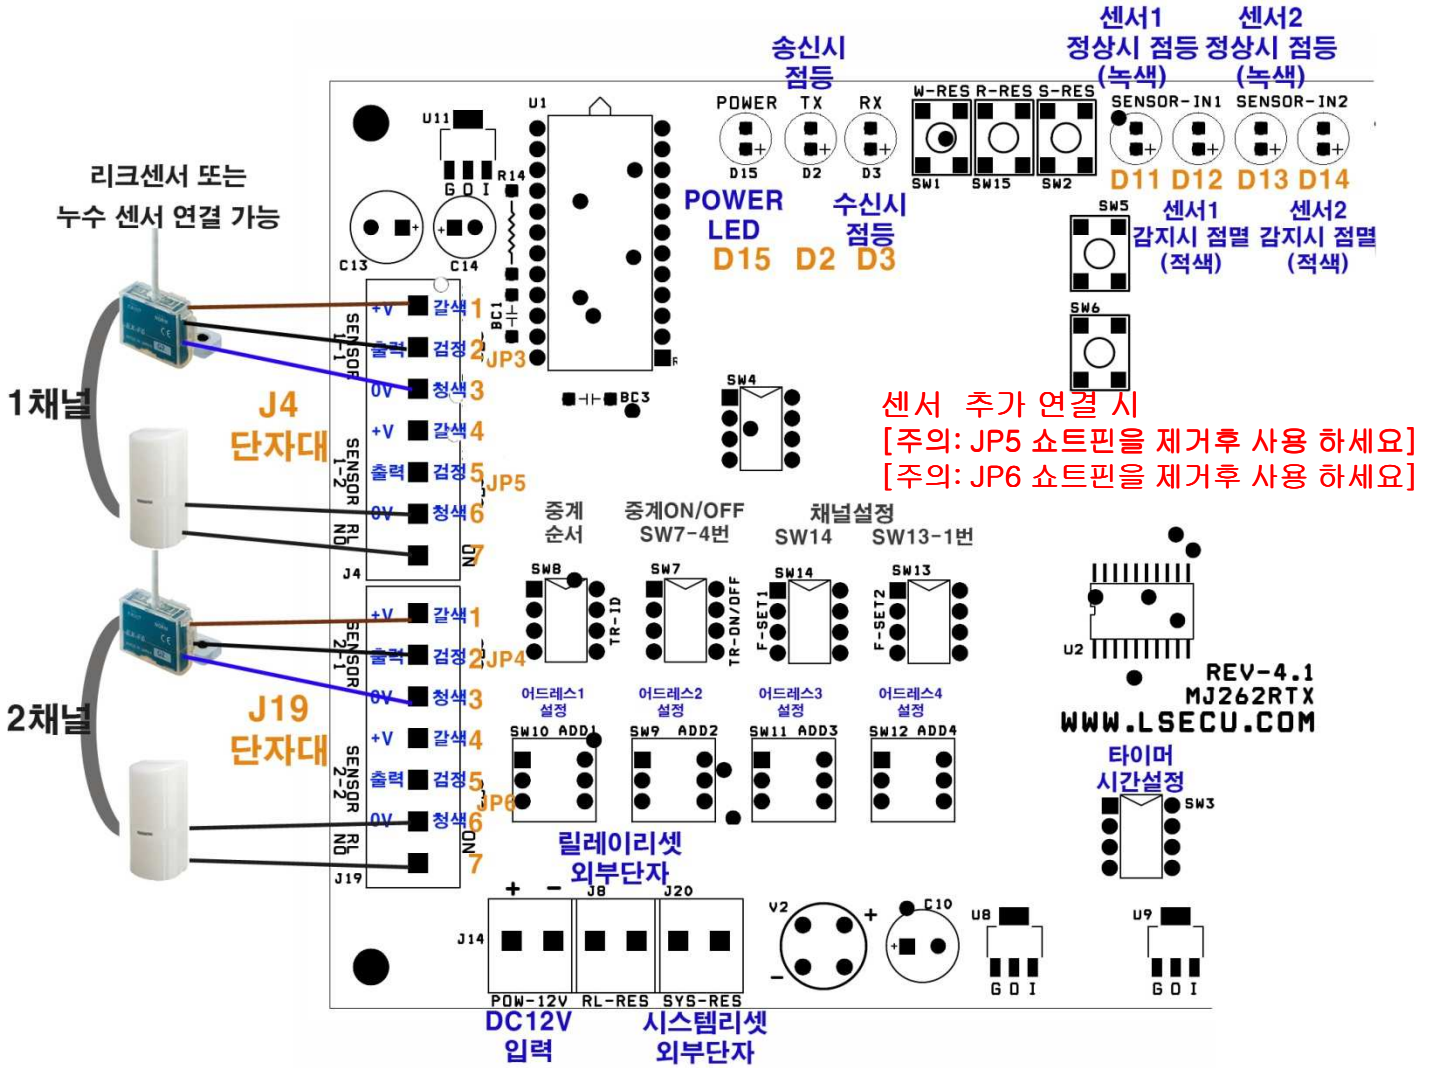 센서1
정상시 점등
(녹색)
센서2
정상시 점등
(녹색)
송신시
점등
U11
U1
POWER
TX
RX
W-RES
R-RES
S-RES
SENSOR-IN1
SENSOR-IN2
D15
D2
D3
SW1
SW15
SW2
D11
D12
D13
D14
G O I
R14
리크센서 또는
누수 센서 연결 가능
POWER
LED
수신시
점등
D15
D2
D3
SW5
센서1
감지시 점멸
(적색)
센서2
감지시 점멸
(적색)
C13
C14
BC1
SW6
SENSOR
1-1
+V 갈색 1
출력 검정 2
JP3
0V 청색 3
+V 갈색 4
출력 검정 5
JP5
0V 청색 6
7
SENSOR
1-2
RL
NO
NO
J4
1채널
J4
단자대
BC3
SW4
센서 추가 연결 시
[주의: JP5 쇼트핀을 제거후 사용 하세요]
[주의: JP6 쇼트핀을 제거후 사용 하세요]
중계
순서
중계ON/OFF
SW7-4번
채널설정
SW14
SW13-1번
SW8
TR-ID
SW7
TR-ON/OFF
SW14
F-SET1
SW13
F-SET2
U2
REV-4.1
MJ262RTX
WWW.LSECU.COM
SENSOR
2-1
+V 갈색 1
출력 검정 2
JP4
0V 청색 3
+V 갈색 4
출력 검정 5
JP6
0V 청색 6
7
SENSOR
2-2
RL
NO
NO
J19
2채널
J19
단자대
어드레스1
설정
어드레스2
설정
어드레스3
설정
어드레스4
설정
SW10 ADD1
SW9 ADD2
SW11 ADD3
SW12 ADD4
타이머
시간설정
SW3
릴레이리셋
외부단자
+ −
J8
J20
J14
V2
+
−
C10
U8
U9
G O I
G O I
POW-12V
RL-RES
SYS-RES
DC12V
입력
시스템리셋
외부단자